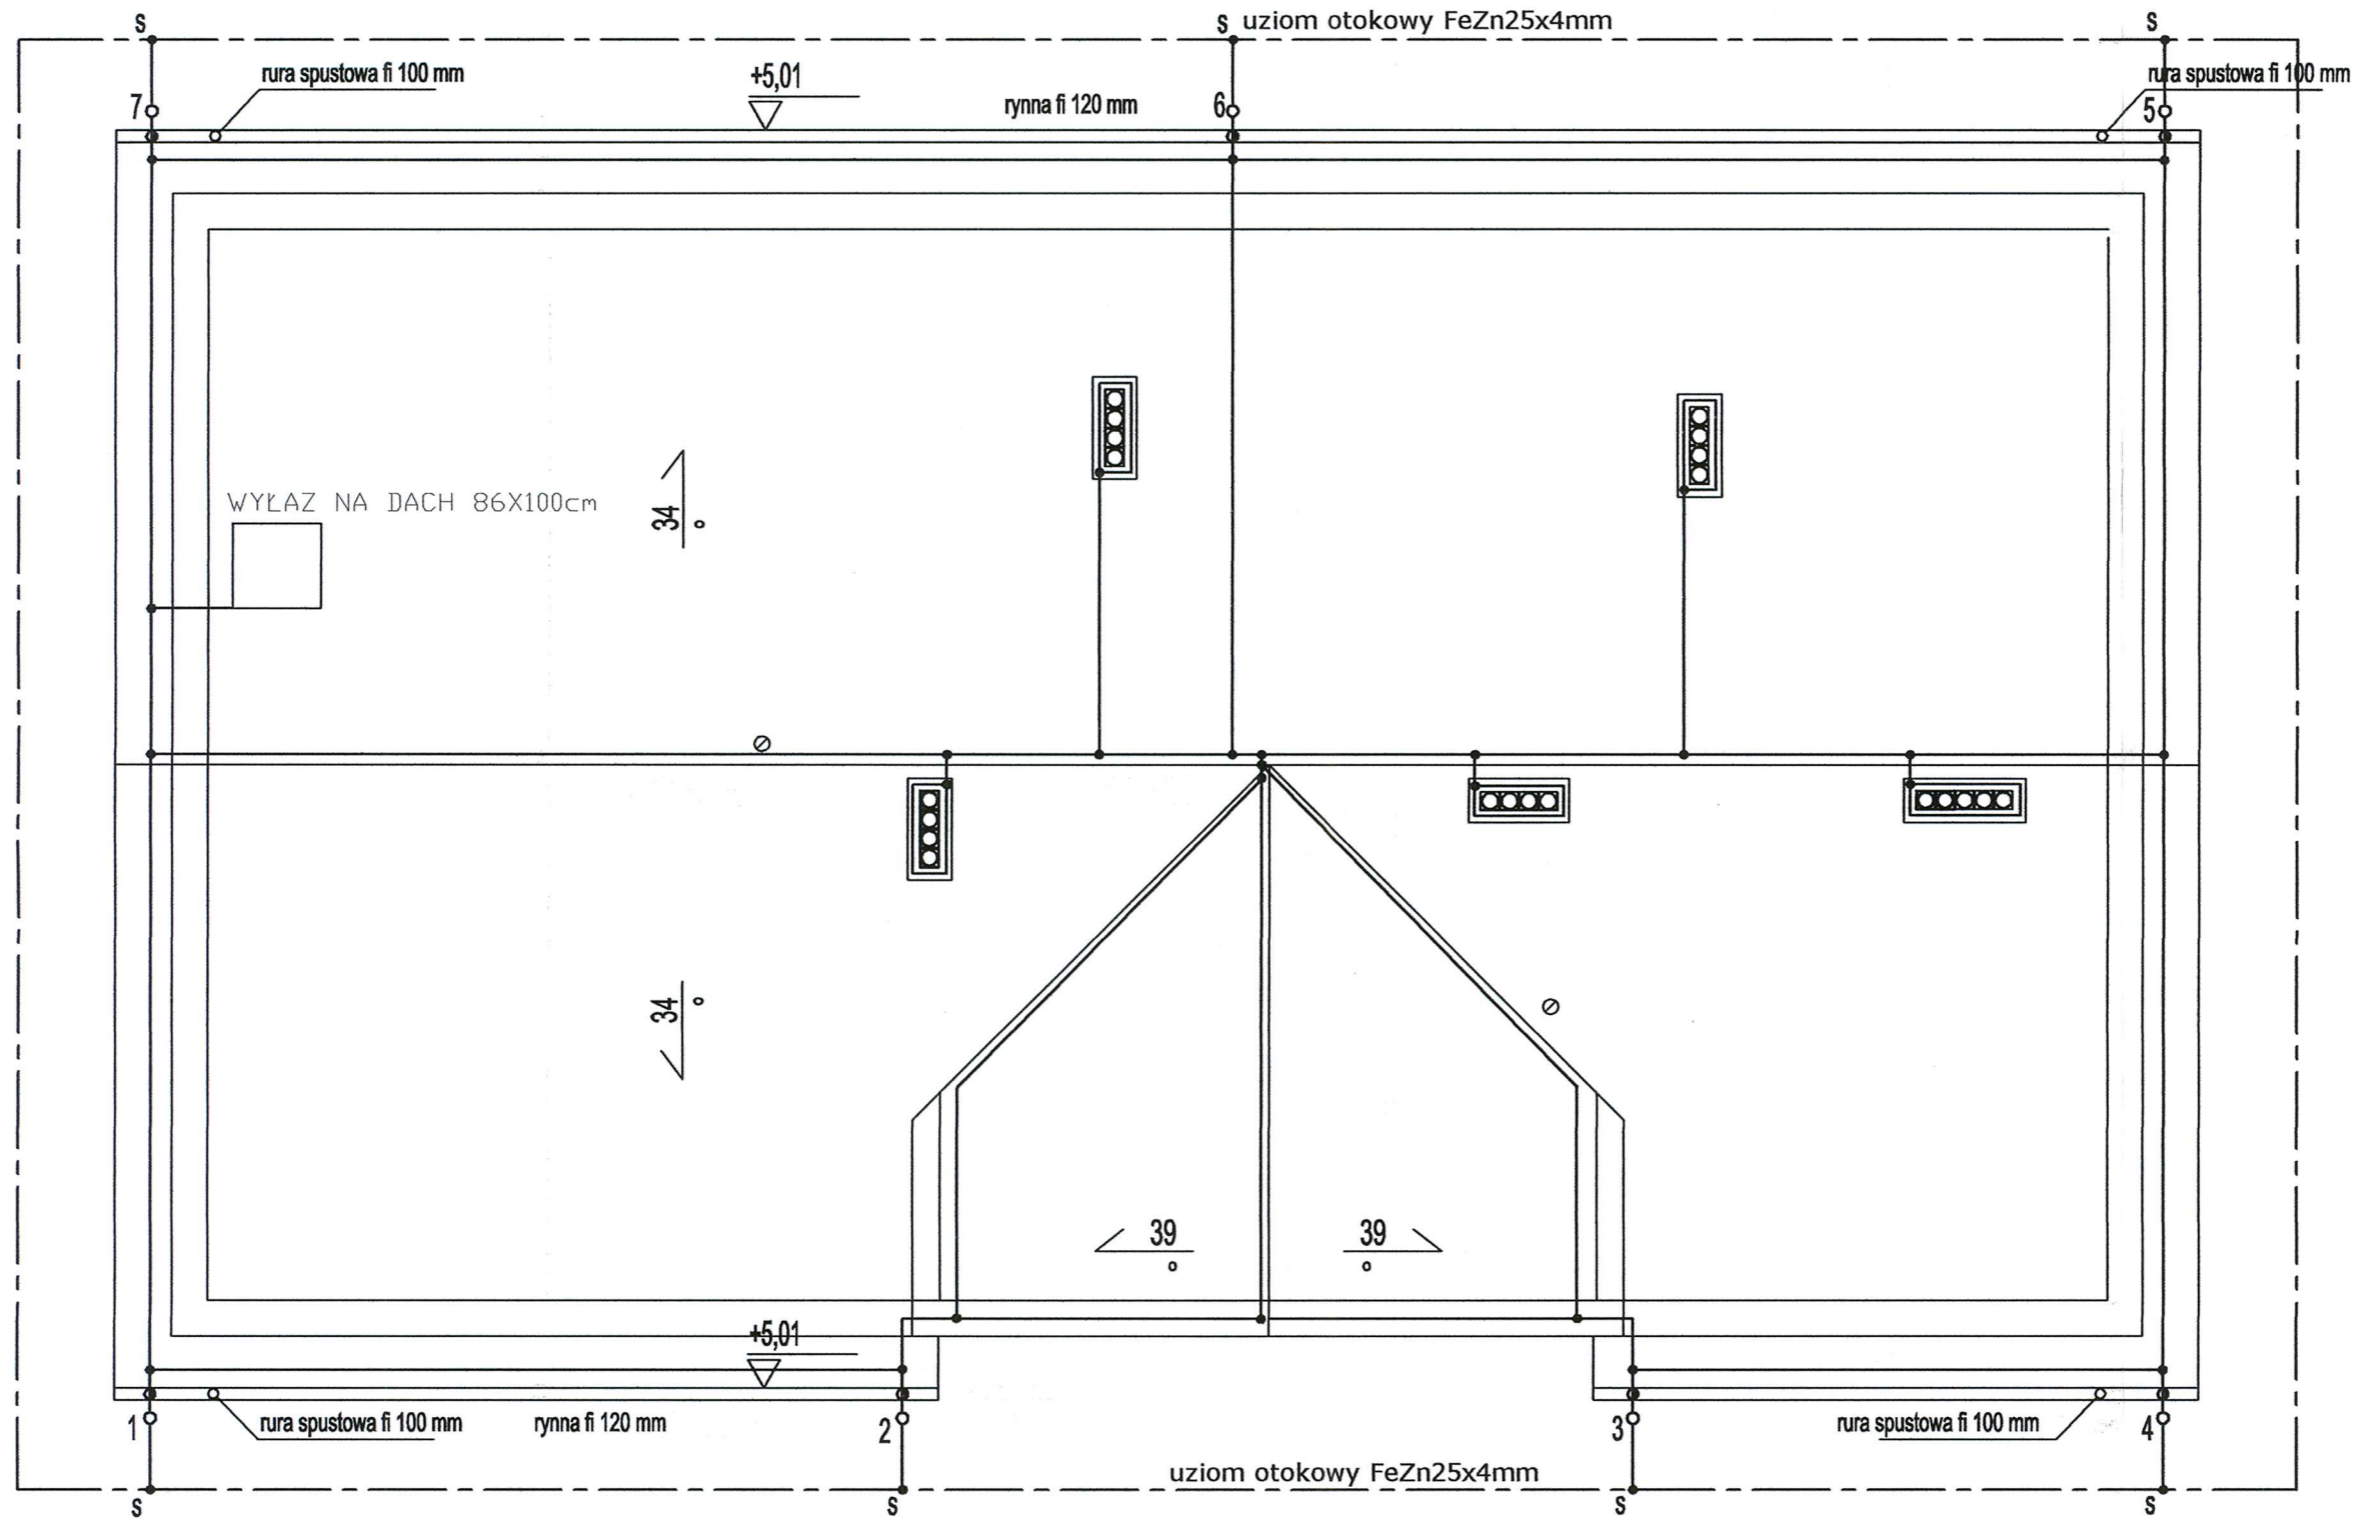 s
s uziom otokowy FeZn25x4mm
s
rura spustowa fi 100 mm
+5,01
rura spustowa fi 100 mm
7
rynna fi 120 mm
6
5
WYŁAZ NA DACH 86X100cm
34°
34°
39°
39°
+5,01
1
rura spustowa fi 100 mm
rynna fi 120 mm
2
3
rura spustowa fi 100 mm
4
uziom otokowy FeZn25x4mm
s
s
s
s